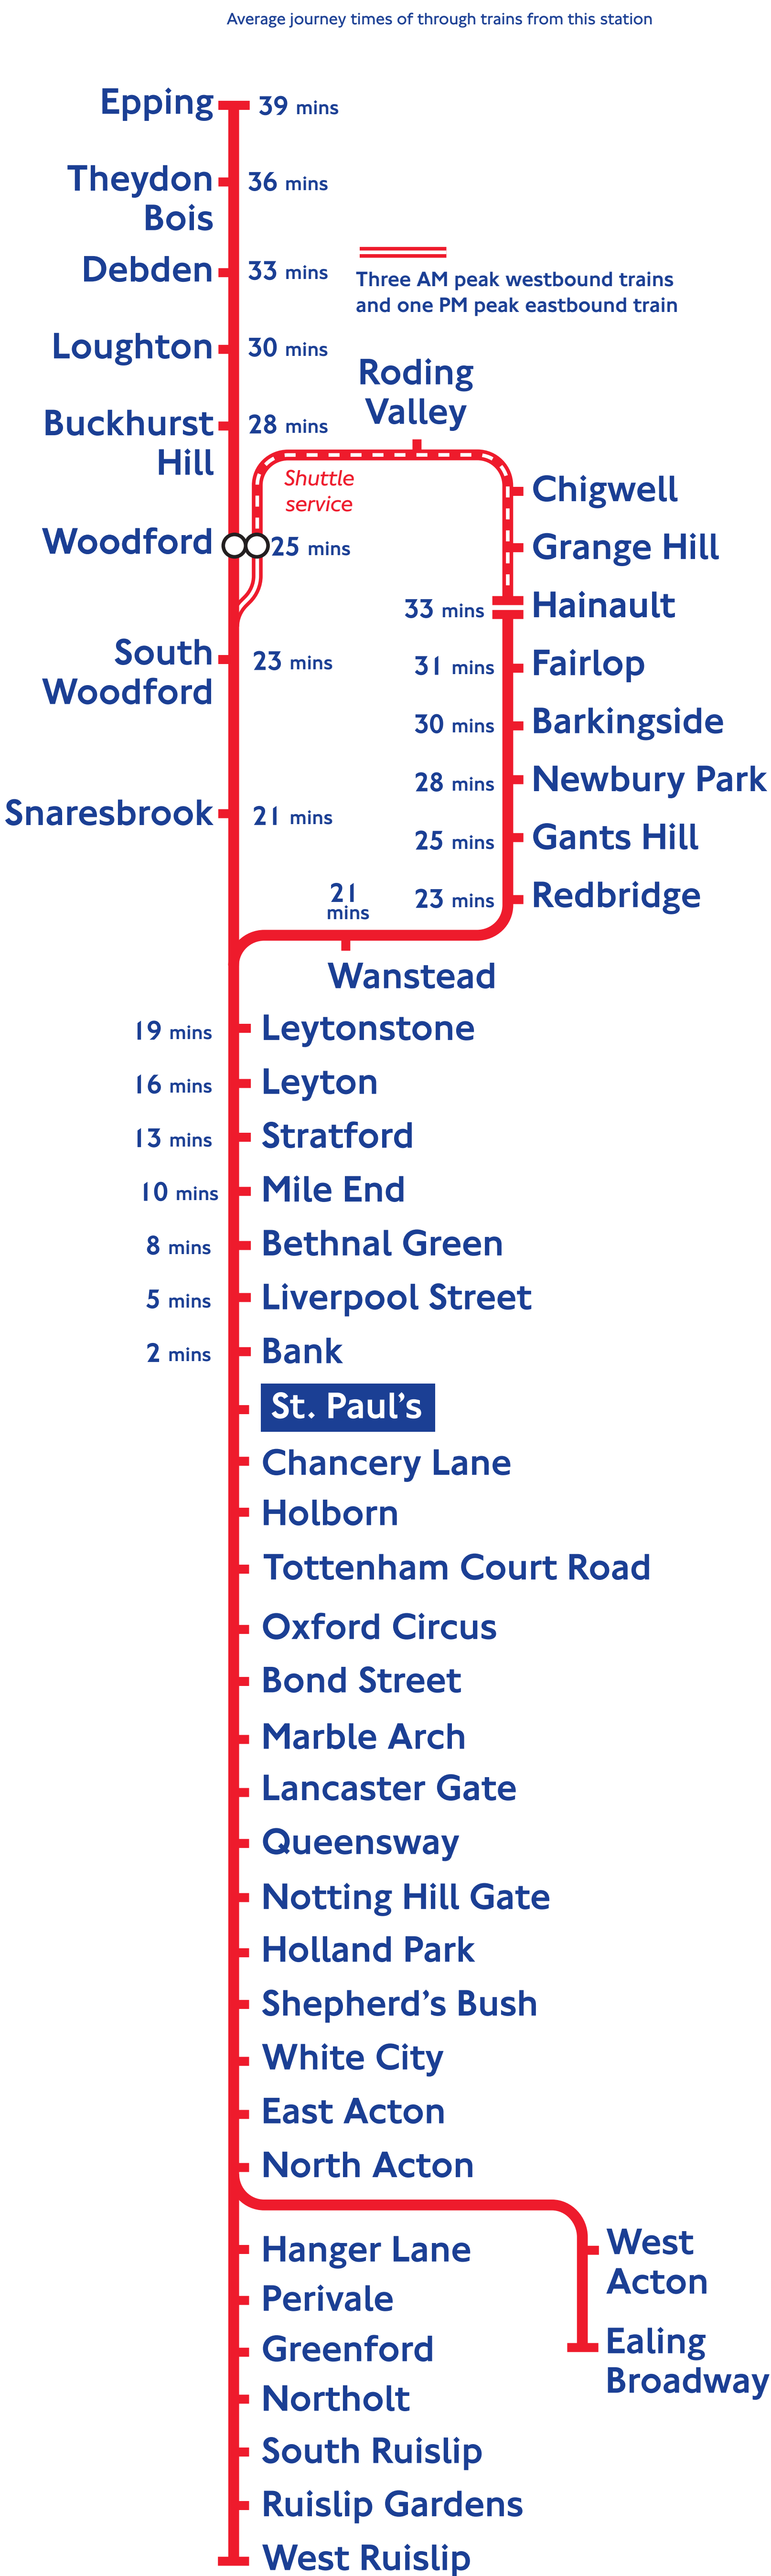 Average journey times of through trains from this station
Epping 39 mins
Theydon
Bois
36 mins
Debden 33 mins
Three AM peak westbound trains
and one PM peak eastbound train
Loughton 30 mins
Roding
Valley
Buckhurst
Hill
28 mins
Shuttle
service
Chigwell
Woodford 25 mins
Grange Hill
33 mins Hainault
South
Woodford
23 mins
31 mins Fairlop
30 mins Barkingside
28 mins Newbury Park
Snaresbrook 21 mins
25 mins Gants Hill
23 mins Redbridge
21
mins
Wanstead
19 mins Leytonstone
16 mins Leyton
13 mins Stratford
10 mins Mile End
8 mins Bethnal Green
5 mins Liverpool Street
2 mins Bank
St. Paul's
Chancery Lane
Holborn
Tottenham Court Road
Oxford Circus
Bond Street
Marble Arch
Lancaster Gate
Queensway
Notting Hill Gate
Holland Park
Shepherd's Bush
White City
East Acton
North Acton
West
Acton
Hanger Lane
Perivale
Ealing
Broadway
Greenford
Northolt
South Ruislip
Ruislip Gardens
West Ruislip